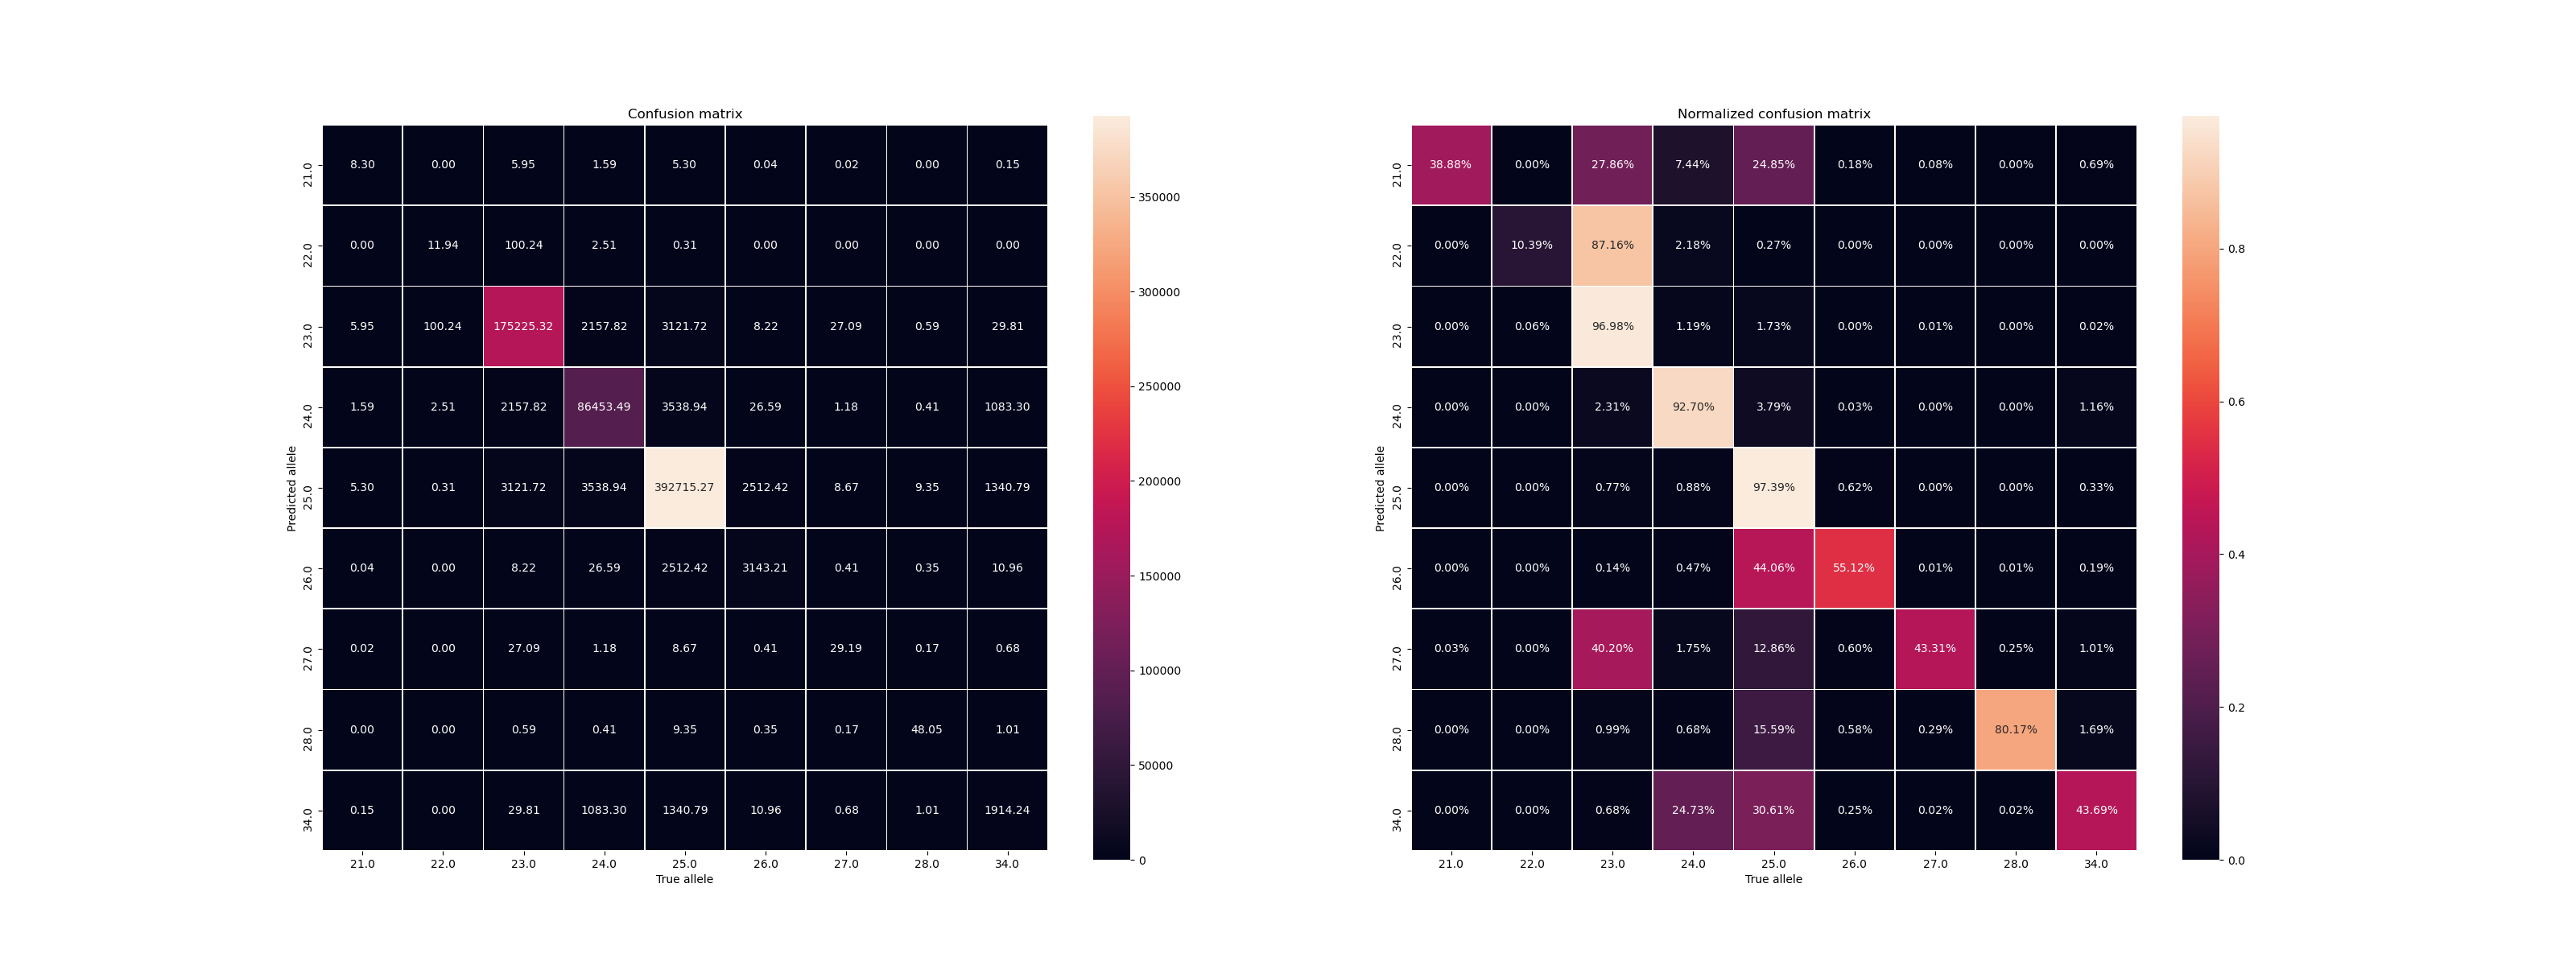 Confusion matrix
Predicted allele
21.0 8.30 0.00 5.95 1.59 5.30 0.04 0.02 0.00 0.15
22.0 0.00 11.94 100.24 2.51 0.31 0.00 0.00 0.00 0.00
23.0 5.95 100.24 175225.32 2157.82 3121.72 8.22 27.09 0.59 29.81
24.0 1.59 2.51 2157.82 86453.49 3538.94 26.59 1.18 0.41 1083.30
25.0 5.30 0.31 3121.72 3538.94 392715.27 2512.42 8.67 9.35 1340.79
26.0 0.04 0.00 8.22 26.59 2512.42 3143.21 0.41 0.35 10.96
27.0 0.02 0.00 27.09 1.18 8.67 0.41 29.19 0.17 0.68
28.0 0.00 0.00 0.59 0.41 9.35 0.35 0.17 48.05 1.01
34.0 0.15 0.00 29.81 1083.30 1340.79 10.96 0.68 1.01 1914.24
21.0 22.0 23.0 24.0 25.0 26.0 27.0 28.0 34.0
True allele
350000
300000
250000
200000
150000
100000
50000
0
Normalized confusion matrix
Predicted allele
21.0 38.88% 0.00% 27.86% 7.44% 24.85% 0.18% 0.08% 0.00% 0.69%
22.0 0.00% 10.39% 87.16% 2.18% 0.27% 0.00% 0.00% 0.00% 0.00%
23.0 0.00% 0.06% 96.98% 1.19% 1.73% 0.00% 0.01% 0.00% 0.02%
24.0 0.00% 0.00% 2.31% 92.70% 3.79% 0.03% 0.00% 0.00% 1.16%
25.0 0.00% 0.00% 0.77% 0.88% 97.39% 0.62% 0.00% 0.00% 0.33%
26.0 0.00% 0.00% 0.14% 0.47% 44.06% 55.12% 0.01% 0.01% 0.19%
27.0 0.03% 0.00% 40.20% 1.75% 12.86% 0.60% 43.31% 0.25% 1.01%
28.0 0.00% 0.00% 0.99% 0.68% 15.59% 0.58% 0.29% 80.17% 1.69%
34.0 0.00% 0.00% 0.68% 24.73% 30.61% 0.25% 0.02% 0.02% 43.69%
21.0 22.0 23.0 24.0 25.0 26.0 27.0 28.0 34.0
True allele
0.8
0.6
0.4
0.2
0.0